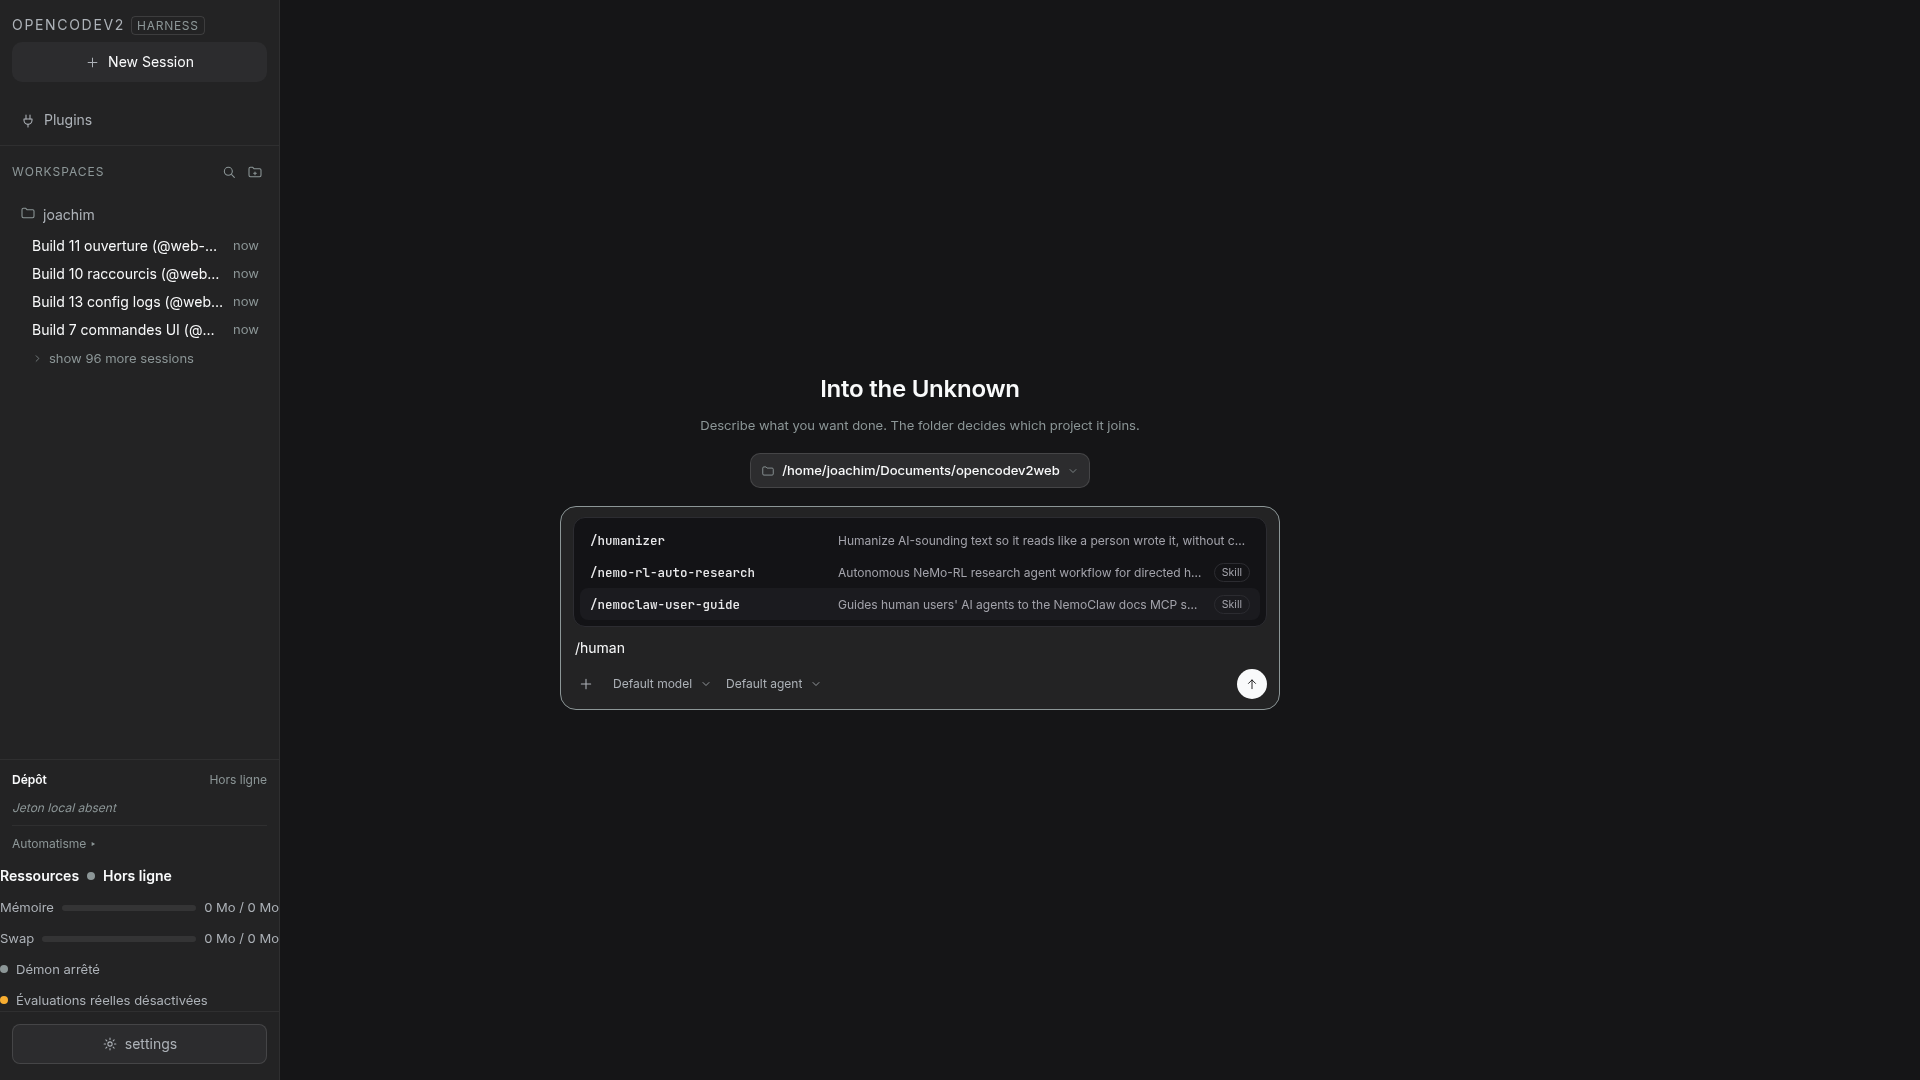 OPENCODEV2 HARNESS
New Session
Plugins
WORKSPACES
joachim
Build 11 ouverture (@web-... now
Build 10 raccourcis (@web... now
Build 13 config logs (@web... now
Build 7 commandes UI (@... now
show 96 more sessions
Dépôt Hors ligne
Jeton local absent
Automatisme
Ressources Hors ligne
Mémoire 0 Mo / 0 Mo
Swap 0 Mo / 0 Mo
Démon arrêté
Évaluations réelles désactivées
settings
Into the Unknown
Describe what you want done. The folder decides which project it joins.
/home/joachim/Documents/opencodev2web
/humanizer Humanize AI-sounding text so it reads like a person wrote it, without c...
/nemo-rl-auto-research Autonomous NeMo-RL research agent workflow for directed h... Skill
/nemoclaw-user-guide Guides human users' AI agents to the NemoClaw docs MCP s... Skill
/human
Default model Default agent